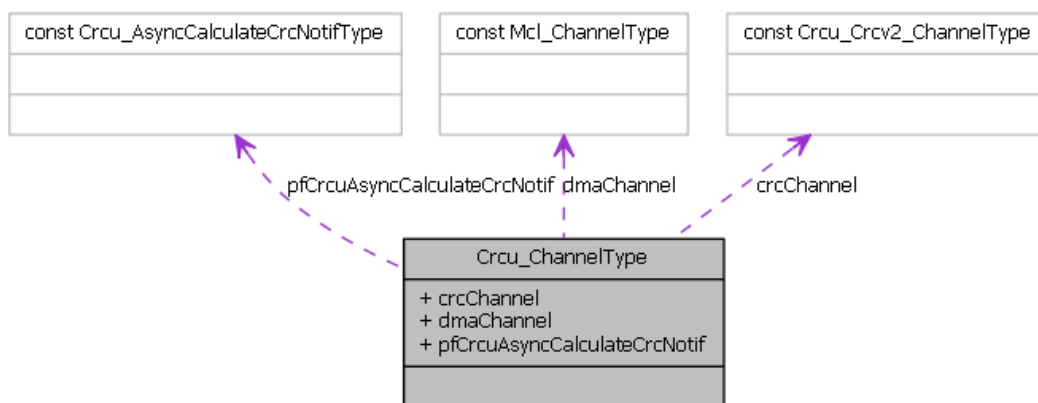 const Crcu_AsyncCalculateCrcNotifType
const Mcl_ChannelType
const Crcu_Crcv2_ChannelType
pfCrcuAsyncCalculateCrcNotif
dmaChannel
crcChannel
Crcu_ChannelType
+ crcChannel
+ dmaChannel
+ pfCrcuAsyncCalculateCrcNotif